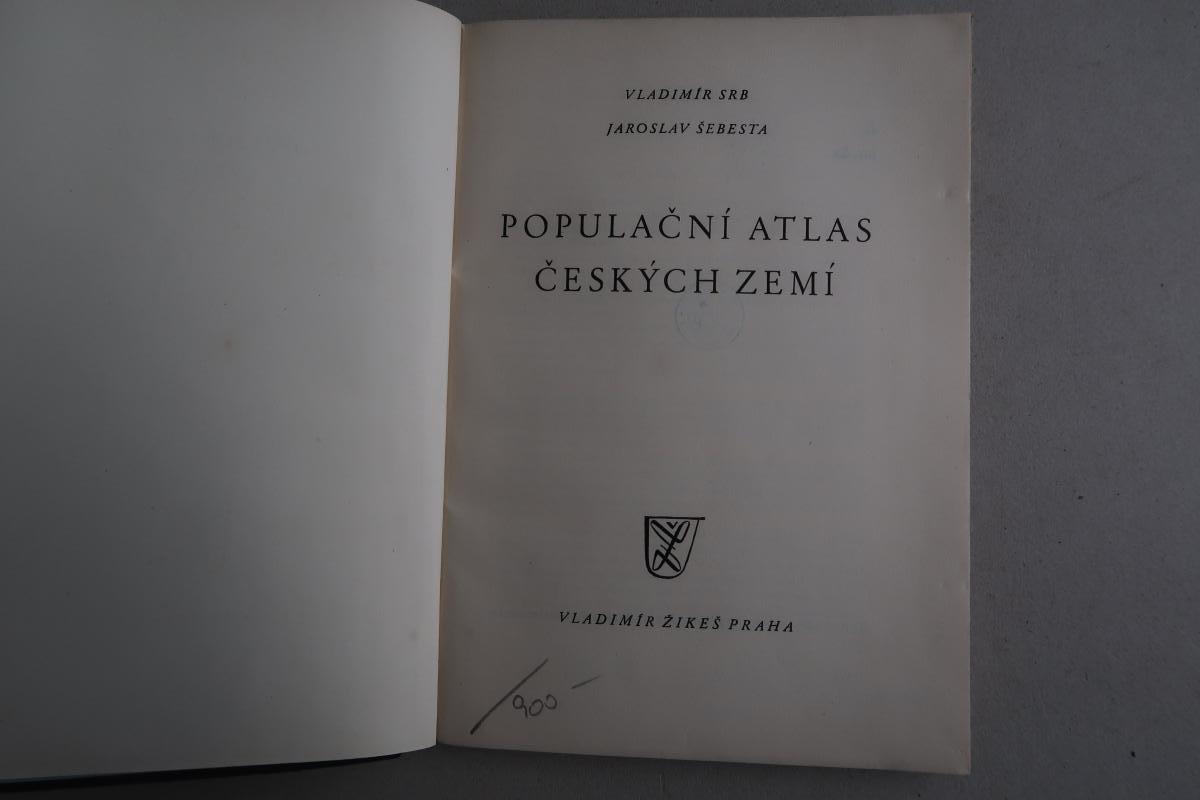 VLADIMÍR SRB
JAROSLAV ŠEBESTA
POPULAČNÍ ATLAS
ČESKÝCH ZEMÍ
VLADIMÍR ŽIKEŠ PRAHA
/900 –